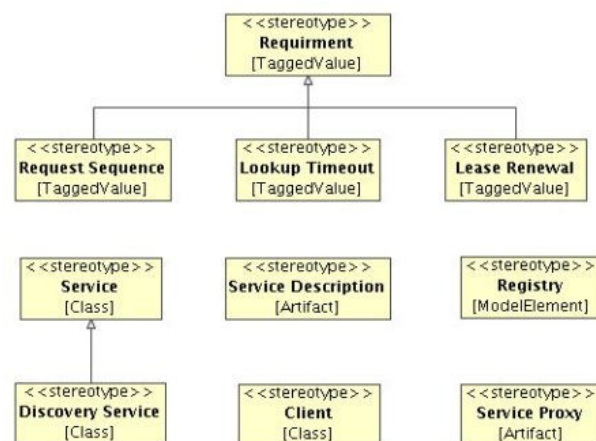 < <stereotype> >
Requirment
[TaggedValue]
< <stereotype> >
Request Sequence
[TaggedValue]
< <stereotype> >
Lookup Timeout
[TaggedValue]
< <stereotype> >
Lease Renewal
[TaggedValue]
< <stereotype> >
Service
[Class]
< <stereotype> >
Service Description
[Artifact]
< <stereotype> >
Registry
[ModelElement]
< <stereotype> >
Discovery Service
[Class]
< <stereotype> >
Client
[Class]
< <stereotype> >
Service Proxy
[Artifact]